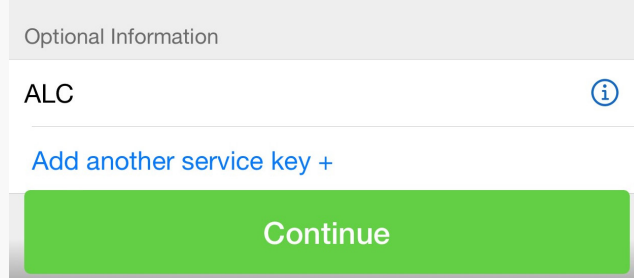 Optional Information
ALC
Add another service key +
Continue